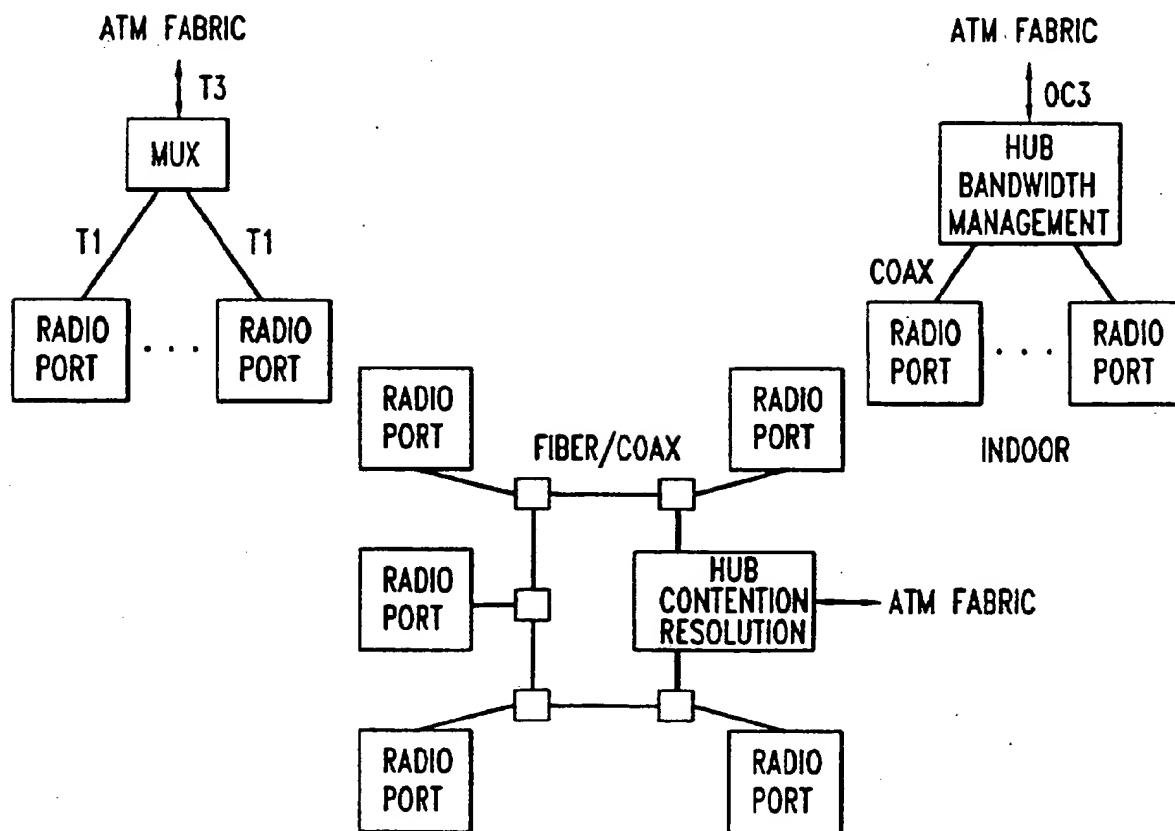 ATM FABRIC
T3
MUX
T1
T1
RADIO
PORT
. . .
RADIO
PORT
ATM FABRIC
OC3
HUB
BANDWIDTH
MANAGEMENT
COAX
RADIO
PORT
. . .
RADIO
PORT
INDOOR
RADIO
PORT
FIBER/COAX
RADIO
PORT
RADIO
PORT
HUB
CONTENTION
RESOLUTION
ATM FABRIC
RADIO
PORT
RADIO
PORT